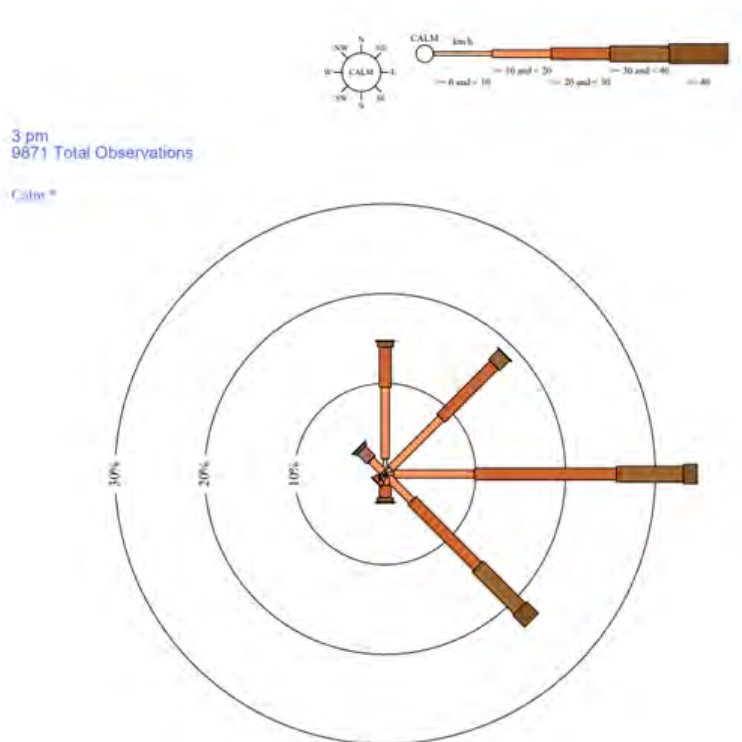 N
NW NE
W CALM E
SW SE
S
CALM
km/h
>= 10 and < 20 >= 30 and < 40
>= 0 and < 10 >= 20 and < 30 >= 40
3 pm
9871 Total Observations
Calm *
30%
20%
10%